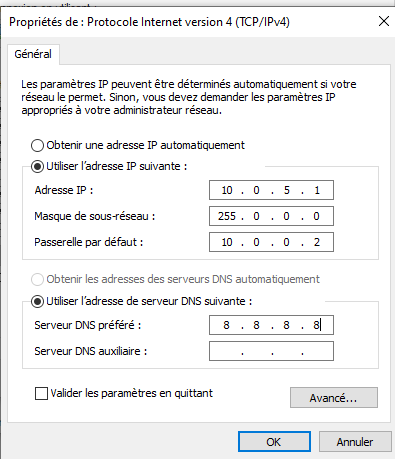 Propriétés de : Protocole Internet version 4 (TCP/IPv4)
Général
Les paramètres IP peuvent être déterminés automatiquement si votre
réseau le permet. Sinon, vous devez demander les paramètres IP
appropriés à votre administrateur réseau.
Obtenir une adresse IP automatiquement
Utiliser l'adresse IP suivante :
Adresse IP : 10 . 0 . 5 . 1
Masque de sous-réseau : 255 . 0 . 0 . 0
Passerelle par défaut : 10 . 0 . 0 . 2
Obtenir les adresses des serveurs DNS automatiquement
Utiliser l'adresse de serveur DNS suivante :
Serveur DNS préféré : 8 . 8 . 8 . 8
Serveur DNS auxiliaire : . . .
Valider les paramètres en quittant
Avancé...
OK Annuler